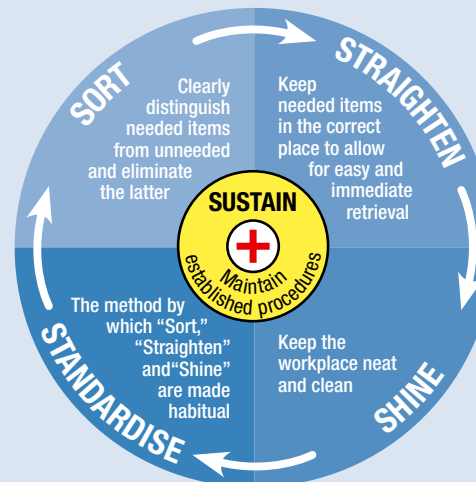 SORT
Clearly
distinguish
needed items
from unneeded
and eliminate
the latter
STRAIGHTEN
Keep
needed items
in the correct
place to allow
for easy and
immediate
retrieval
SUSTAIN
Maintain
established procedures
The method by
which “Sort,”
“Straighten”
and“Shine”
are made
habitual
STANDARDISE
Keep the
workplace neat
and clean
SHINE